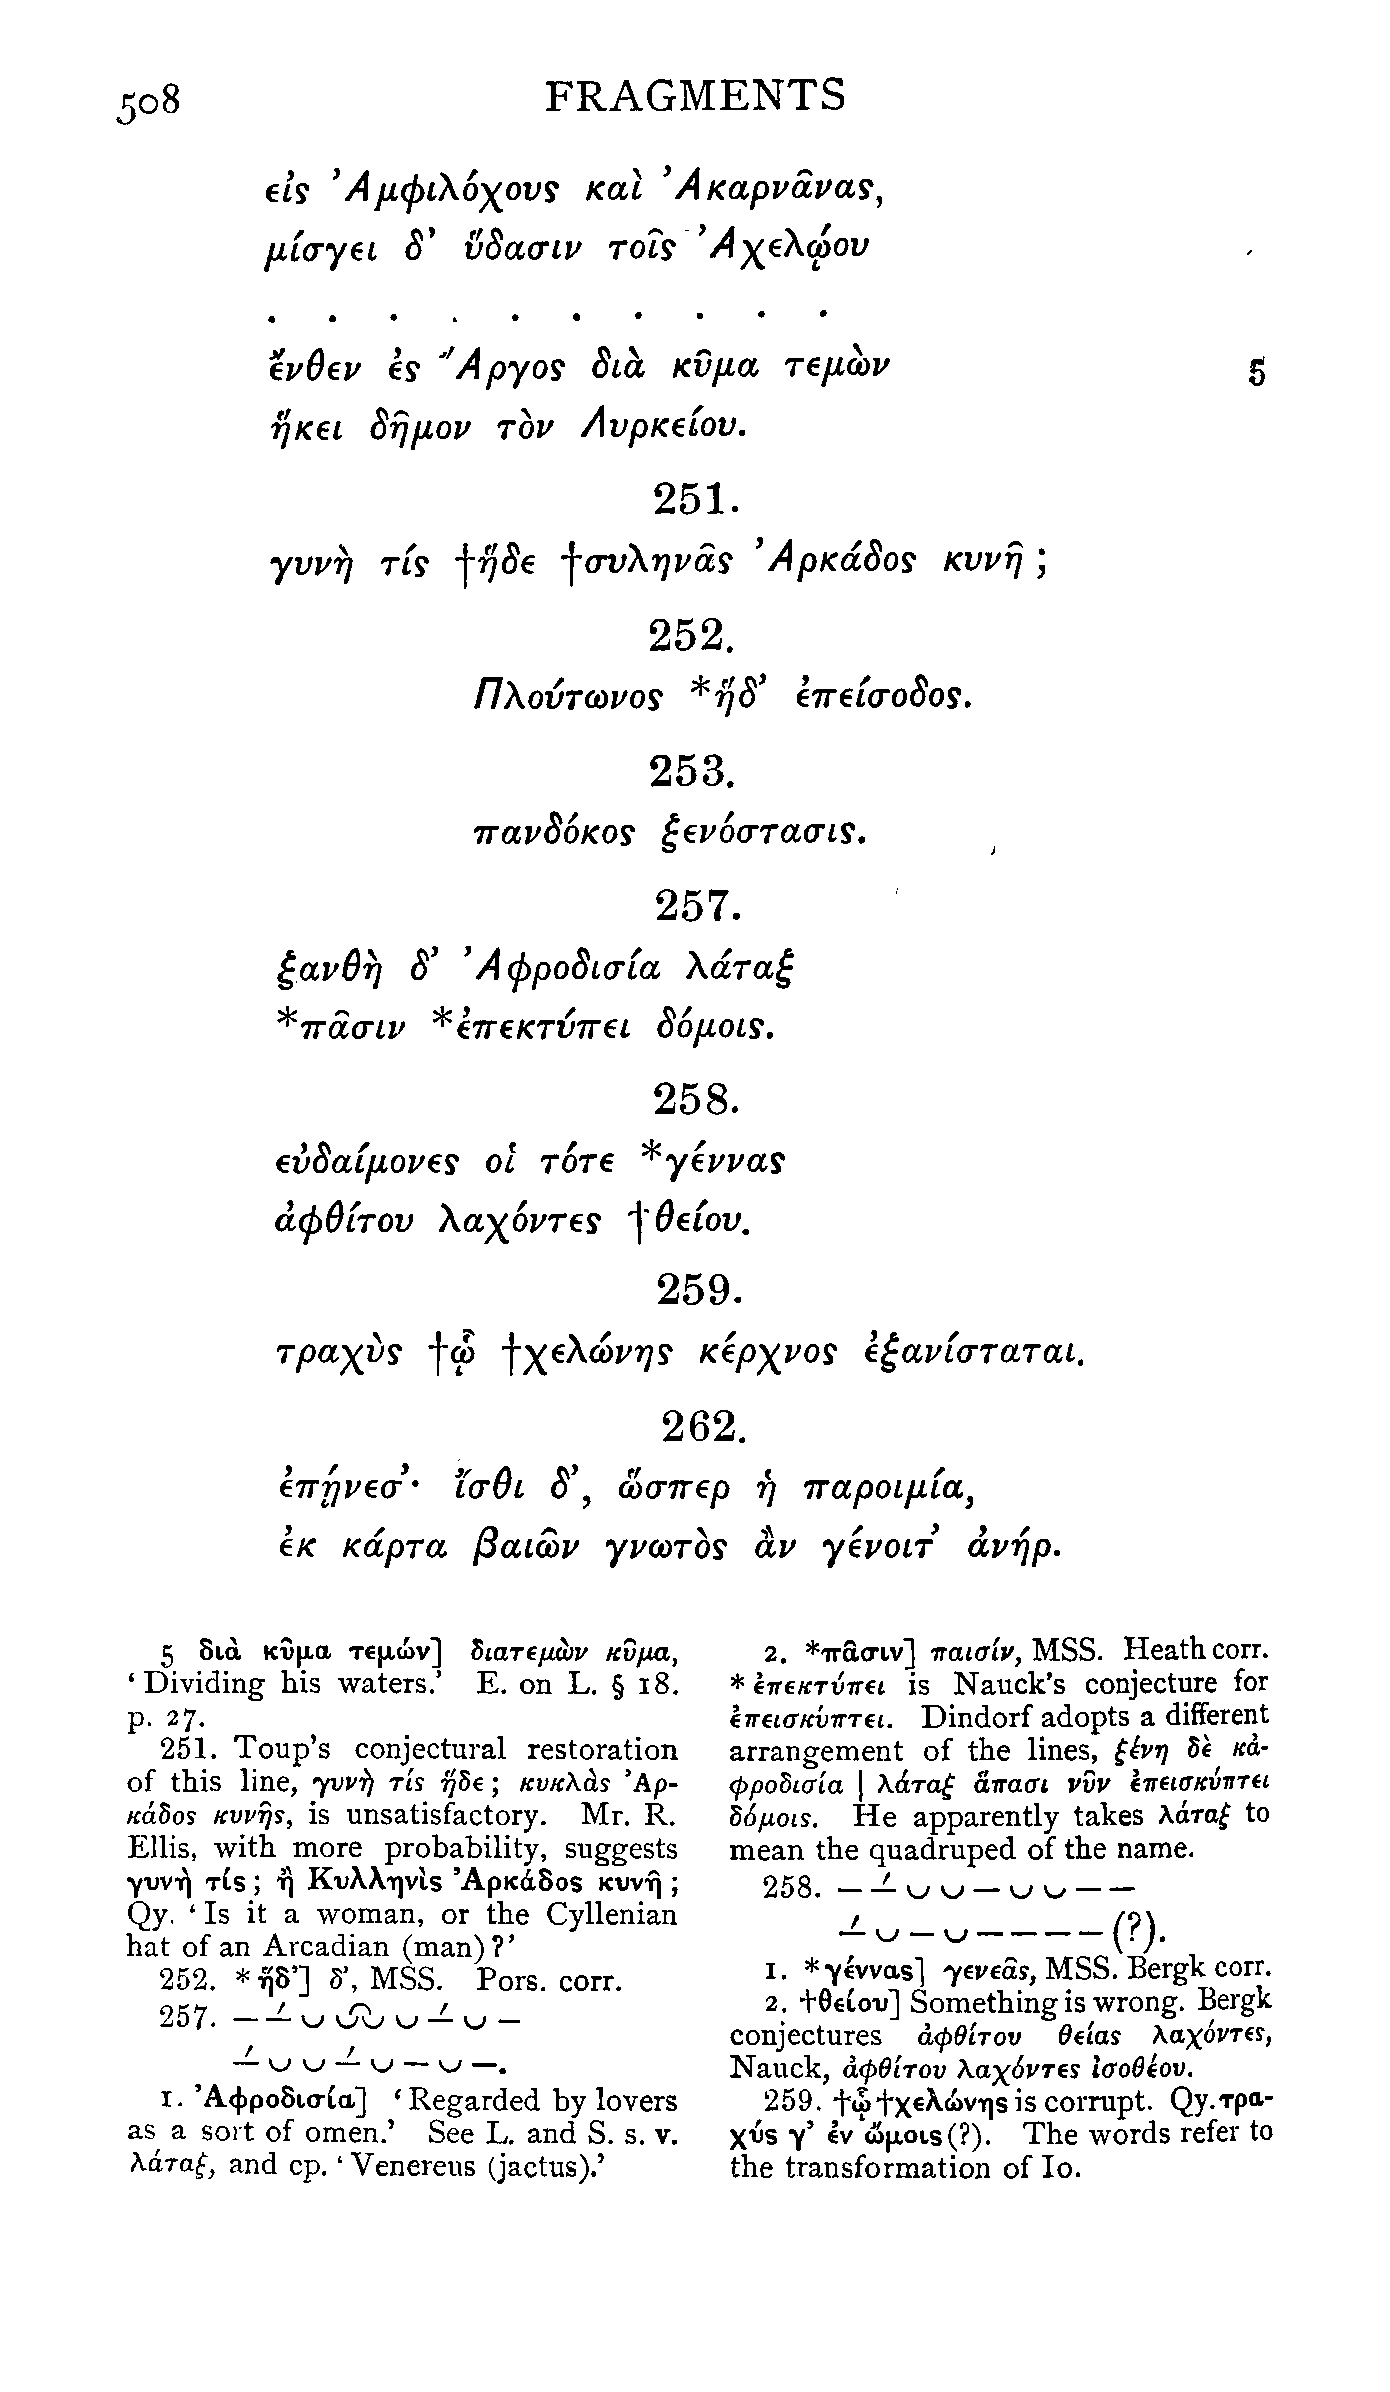 508 FRAGMENTS
εἰς Ἀμφιλόχους καὶ Ἀκαρνᾶνας,
μίσγει δ’ ὕδασιν τοῖς Ἀχελῴου
. . . . . . . . . .
ἔνθεν ἐς Ἄργος διὰ κῦμα τεμὼν 5
ἥκει δῆμον τὸν Λυρκείου.
251.
γυνὴ τίς †ἥδε †συληνᾶς Ἀρκάδος κυνῆ ;
252.
Πλούτωνος *ἥδ’ ἐπείσοδος.
253.
πανδόκος ξενόστασις.
257.
ξανθὴ δ’ Ἀφροδισία λάταξ
*πᾶσιν *ἐπεκτύπει δόμοις.
258.
εὐδαίμονες οἱ τότε *γέννας
ἀφθίτου λαχόντες †θείου.
259.
τραχὺς †ᾧ †χελώνης κέρχνος ἐξανίσταται.
262.
ἐπῄνεσ’· ἴσθι δ’, ὥσπερ ἡ παροιμία,
ἐκ κάρτα βαιῶν γνωτὸς ἂν γένοιτ’ ἀνήρ.
5 διὰ κῦμα τεμών] διατεμὼν κῦμα,
‘Dividing his waters.’ E. on L. § 18.
p. 27.
251. Toup’s conjectural restoration
of this line, γυνὴ τίς ἥδε ; κυκλὰς Ἀρ-
κάδος κυνῆς, is unsatisfactory. Mr. R.
Ellis, with more probability, suggests
γυνὴ τίς ; ἢ Κυλληνὶς Ἀρκάδος κυνῆ ;
Qy. ‘Is it a woman, or the Cyllenian
hat of an Arcadian (man)?’
252. *ἥδ’] δ’, MSS. Pors. corr.
257. – –́ ᴗ ᴗᴗ ᴗ –́ ᴗ –
–́ ᴗ ᴗ –́ ᴗ – ᴗ –.
1. Ἀφροδισία] ‘Regarded by lovers
as a sort of omen.’ See L. and S. s. v.
λάταξ, and cp. ‘Venereus (jactus).’
2. *πᾶσιν] παισίν, MSS. Heath corr.
*ἐπεκτύπει is Nauck’s conjecture for
ἐπεισκύπτει. Dindorf adopts a different
arrangement of the lines, ξένη δὲ κἀ-
φροδισία | λάταξ ἅπασι νῦν ἐπεισκύπτει
δόμοις. He apparently takes λάταξ to
mean the quadruped of the name.
258. – –́ ᴗ ᴗ – ᴗ ᴗ – –
–́ ᴗ – ᴗ – – – – (?).
1. *γέννας] γενεᾶς, MSS. Bergk corr.
2. †θείου] Something is wrong. Bergk
conjectures ἀφθίτου θείας λαχόντες,
Nauck, ἀφθίτου λαχόντες ἰσοθέου.
259. †ᾧ †χελώνης is corrupt. Qy. τρα-
χύς γ’ ἐν ὤμοις (?). The words refer to
the transformation of Io.